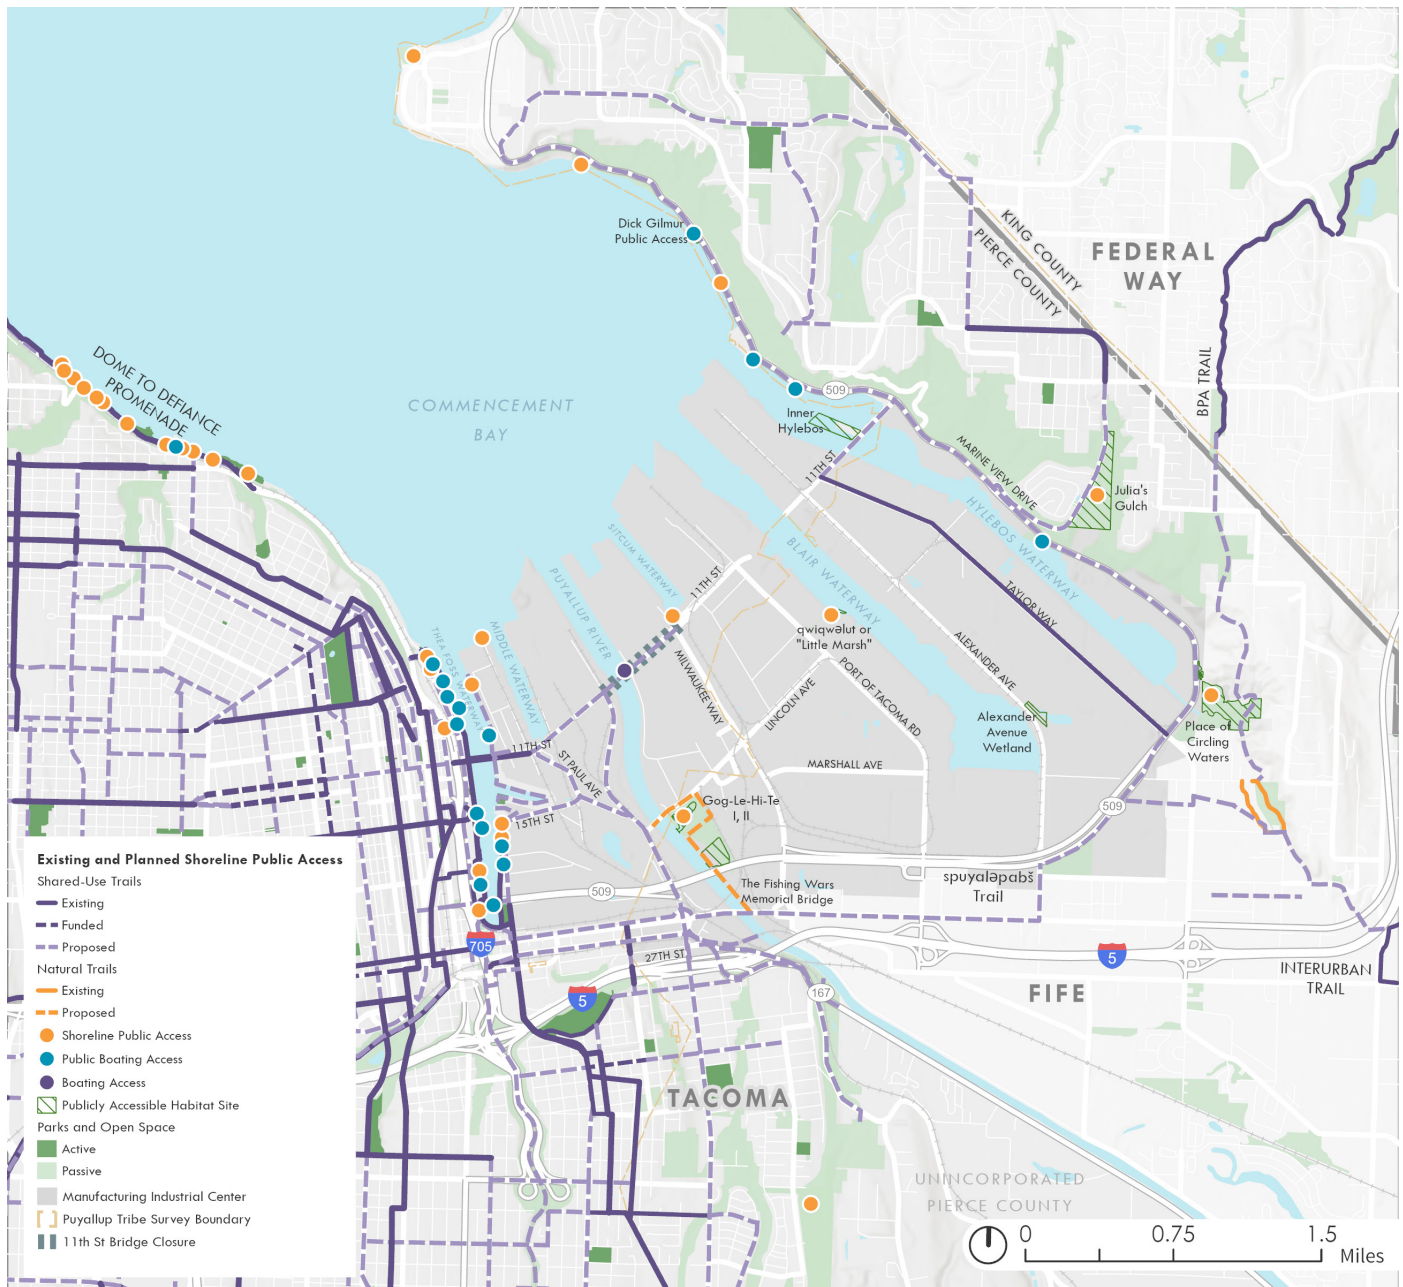 Dick Gilmur
Public Access
KING COUNTY
PIERCE COUNTY
FEDERAL
WAY
DOME TO DEFIANCE
PROMENADE
COMMENCEMENT
BAY
BPA TRAIL
509
Inner
Hylebos
11TH ST
MARINE VIEW DRIVE
Julia's
Gulch
HYLEBOS WATERWAY
SITCUM WATERWAY
BLAIR WATERWAY
PUYALLUP RIVER
11TH ST
TAYLOR WAY
qwiqwəlut or
"Little Marsh"
THEA FOSS WATERWAY
MIDDLE WATERWAY
MILWAUKEE WAY
ALEXANDER AVE
PORT OF TACOMA RD
LINCOLN AVE
Alexander
Avenue
Wetland
Place of
Circling
Waters
11TH ST
ST PAUL AVE
MARSHALL AVE
Gog-Le-Hi-Te
I, II
509
15TH ST
509
The Fishing Wars
Memorial Bridge
spuyaləpabš
Trail
705
27TH ST
5
5
INTERURBAN
TRAIL
167
FIFE
TACOMA
UNINCORPORATED
PIERCE COUNTY
Existing and Planned Shoreline Public Access
Shared-Use Trails
Existing
Funded
Proposed
Natural Trails
Existing
Proposed
Shoreline Public Access
Public Boating Access
Boating Access
Publicly Accessible Habitat Site
Parks and Open Space
Active
Passive
Manufacturing Industrial Center
Puyallup Tribe Survey Boundary
11th St Bridge Closure
0 0.75 1.5
Miles